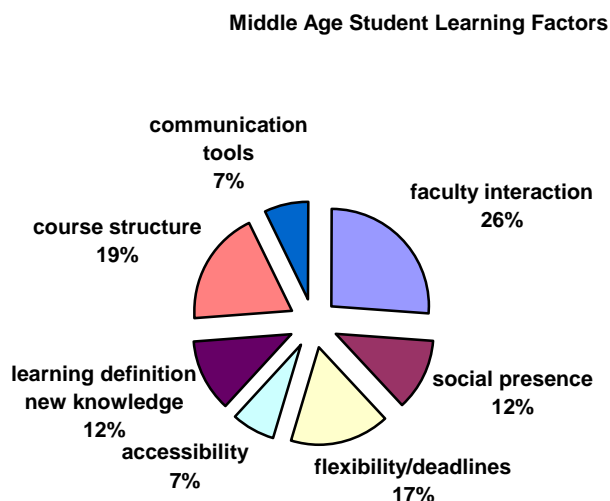 Middle Age Student Learning Factors
communication
tools
7%
faculty interaction
26%
course structure
19%
social presence
12%
learning definition
new knowledge
12%
accessibility
7%
flexibility/deadlines
17%